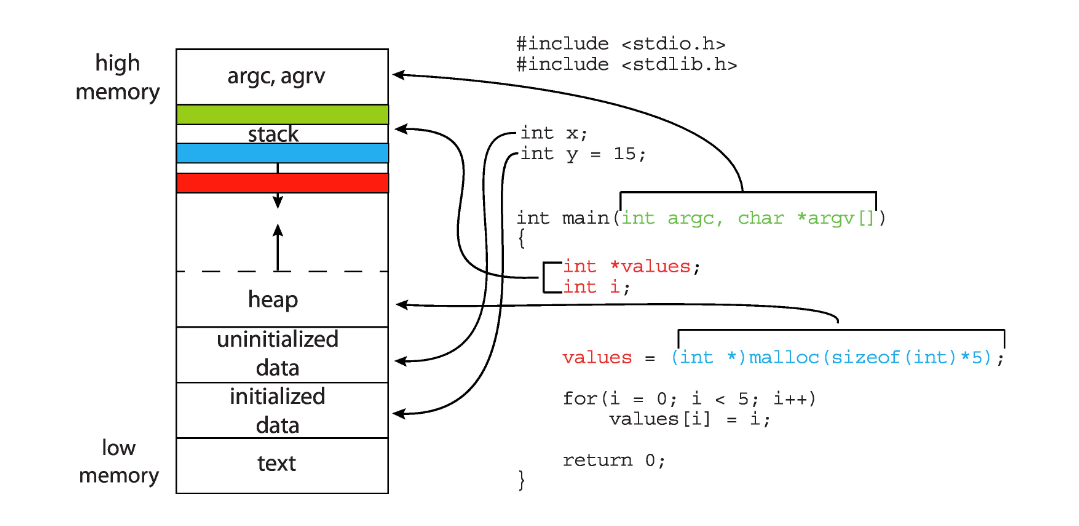 high
memory
argc, agrv
stack
heap
uninitialized
data
initialized
data
low
memory
text
#include <stdio.h>
#include <stdlib.h>
int x;
int y = 15;
int main(int argc, char *argv[])
{
int *values;
int i;
values = (int *)malloc(sizeof(int)*5);
for(i = 0; i < 5; i++)
values[i] = i;
return 0;
}